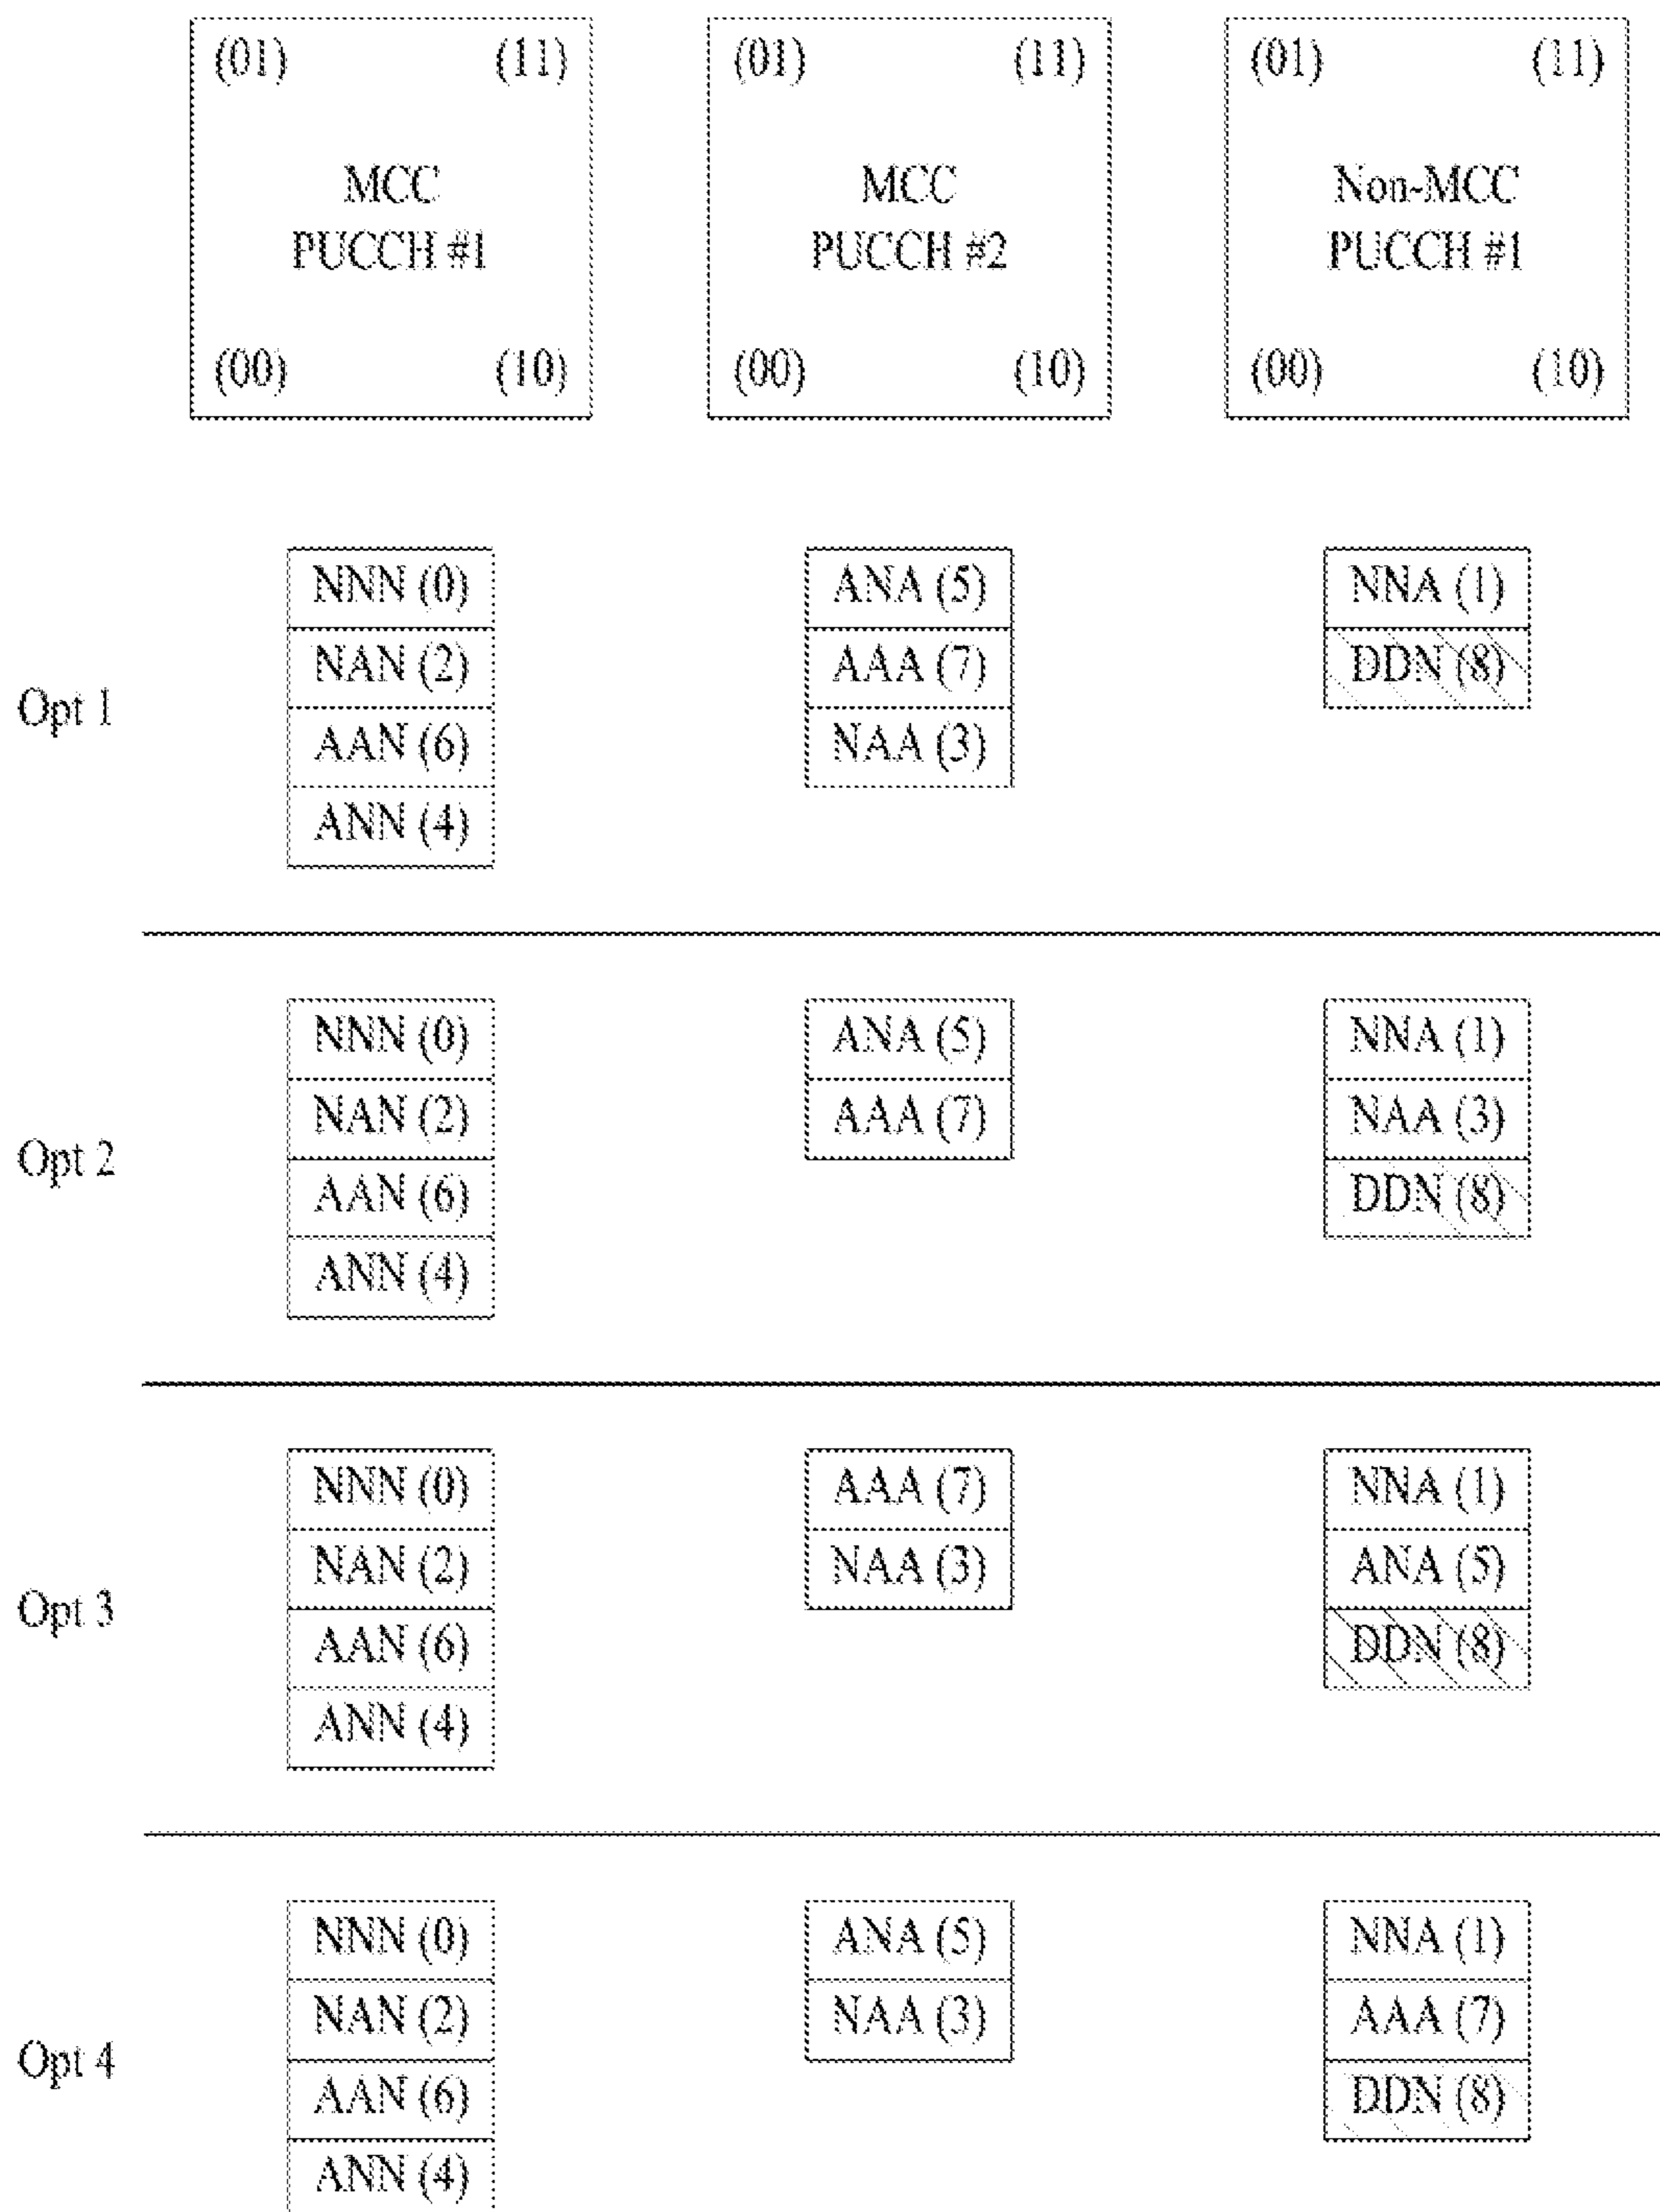 (01) (11) (01) (11) (01) (11)
MCC MCC Non-MCC
PUCCH #1 PUCCH #2 PUCCH #1
(00) (10) (00) (10) (00) (10)
NNN (0) ANA (5) NNA (1)
NAN (2) AAA (7) DDN (8)
Opt 1
AAN (6) NAA (3)
ANN (4)
NNN (0) ANA (5) NNA (1)
NAN (2) AAA (7) NAA (3)
Opt 2
AAN (6) DDN (8)
ANN (4)
NNN (0) AAA (7) NNA (1)
NAN (2) NAA (3) ANA (5)
Opt 3
AAN (6) DDN (8)
ANN (4)
NNN (0) ANA (5) NNA (1)
NAN (2) NAA (3) AAA (7)
Opt 4
AAN (6) DDN (8)
ANN (4)